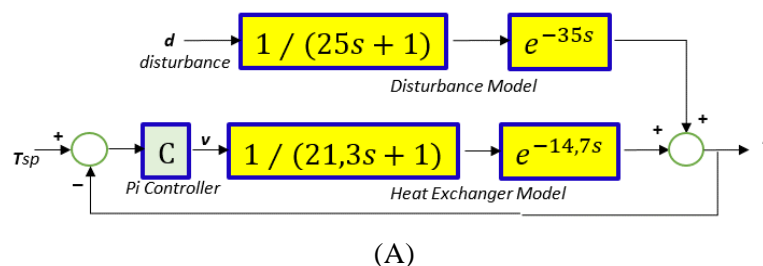 d
disturbance
1 / (25s + 1)
e^{-35s}
Disturbance Model
+
+
+
Tsp
−
C
v
1 / (21,3s + 1)
e^{-14,7s}
Pi Controller
Heat Exchanger Model
(A)